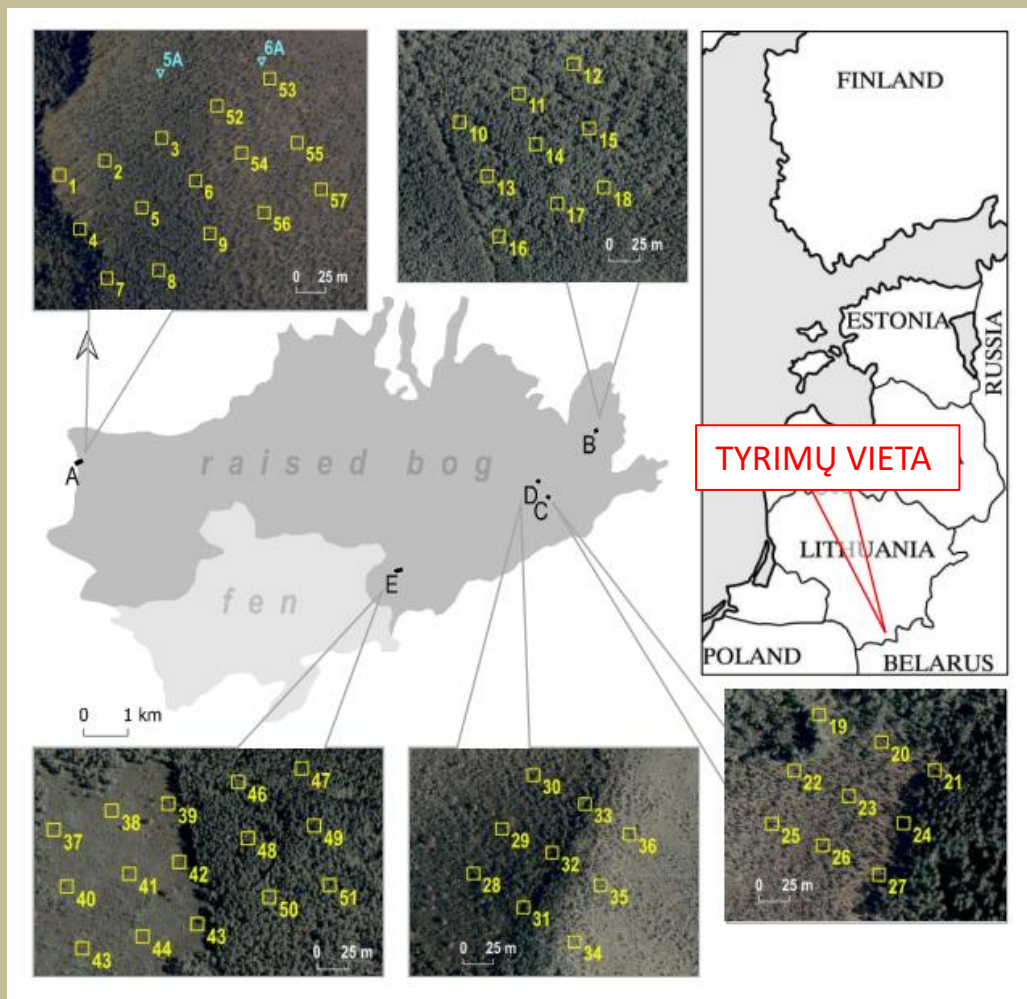 5A
6A
53
52
3
55
54
2
1
6
57
5
56
4
9
8
7
0 25 m
12
11
10
15
14
13
18
17
16
0 25 m
FINLAND
ESTONIA
RUSSIA
TYRIMŲ VIETA
LITHUANIA
POLAND
BELARUS
A
B
raised bog
D
C
E
fen
0 1 km
47
46
39
38
37
49
48
42
41
40
51
50
43
44
43
0 25 m
30
33
29
36
32
28
35
31
34
0 25 m
19
20
22
21
23
25
24
26
27
0 25 m